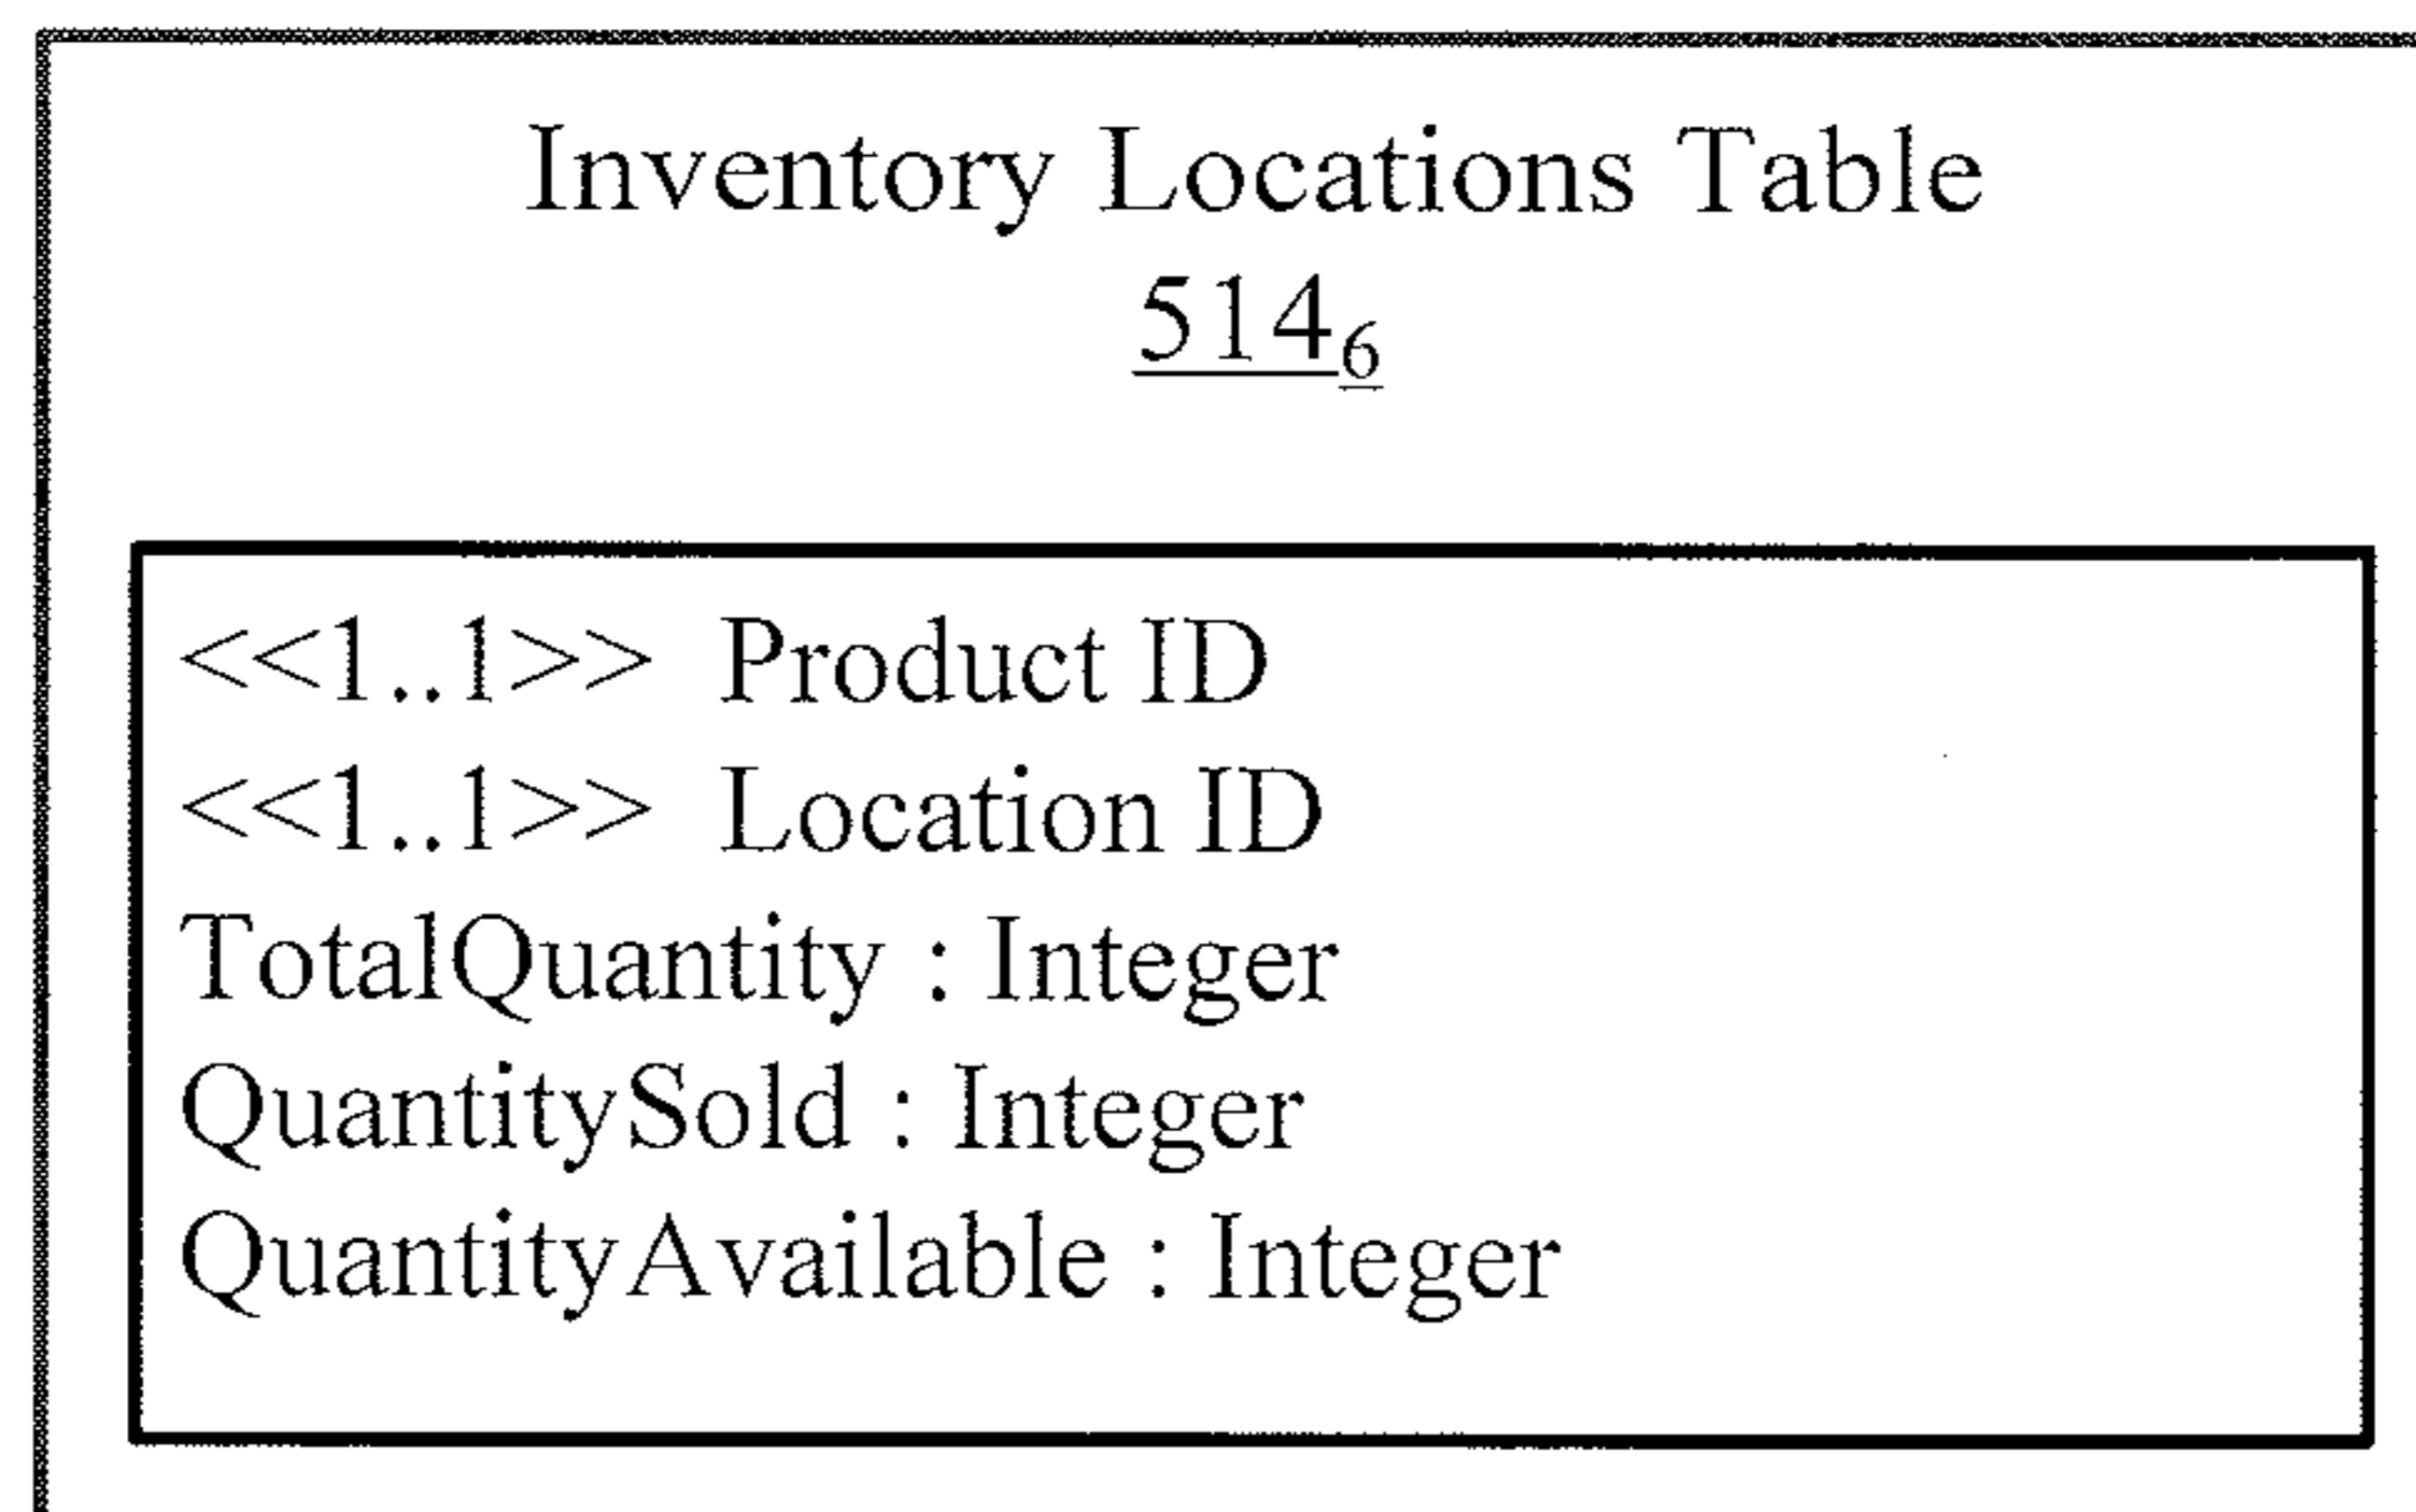 Inventory Locations Table
514₆
<<1..1>> Product ID
<<1..1>> Location ID
TotalQuantity : Integer
QuantitySold : Integer
QuantityAvailable : Integer